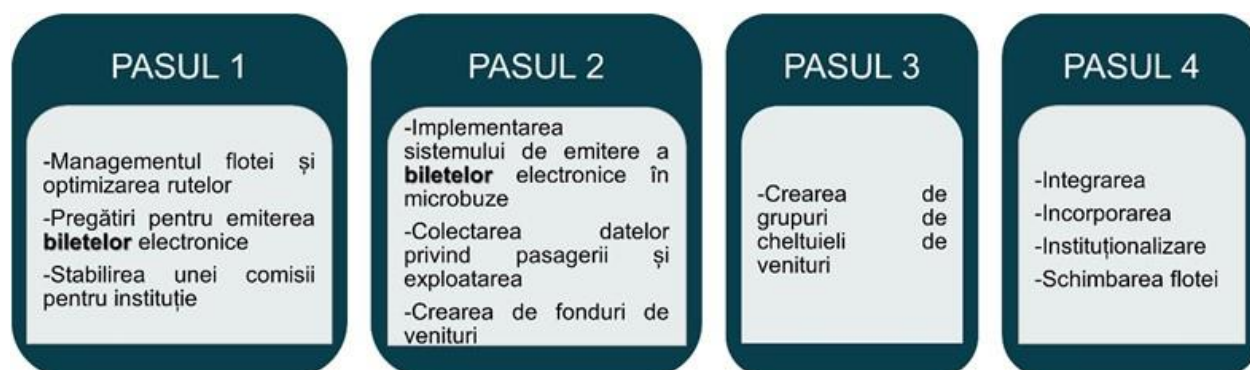 PASUL 1
-Managementul flotei și
optimizarea rutelor
-Pregătiri pentru emiterea
biletelor electronice
-Stabilirea unei comisii
pentru instituție
PASUL 2
-Implementarea
sistemului de emitere a
biletelor electronice în
microbuze
-Colectarea datelor
privind pasagerii și
exploatarea
-Crearea de fonduri de
venituri
PASUL 3
-Crearea de
grupuri de
cheltuieli de
venituri
PASUL 4
-Integrarea
-Incorporarea
-Instituționalizare
-Schimbarea flotei